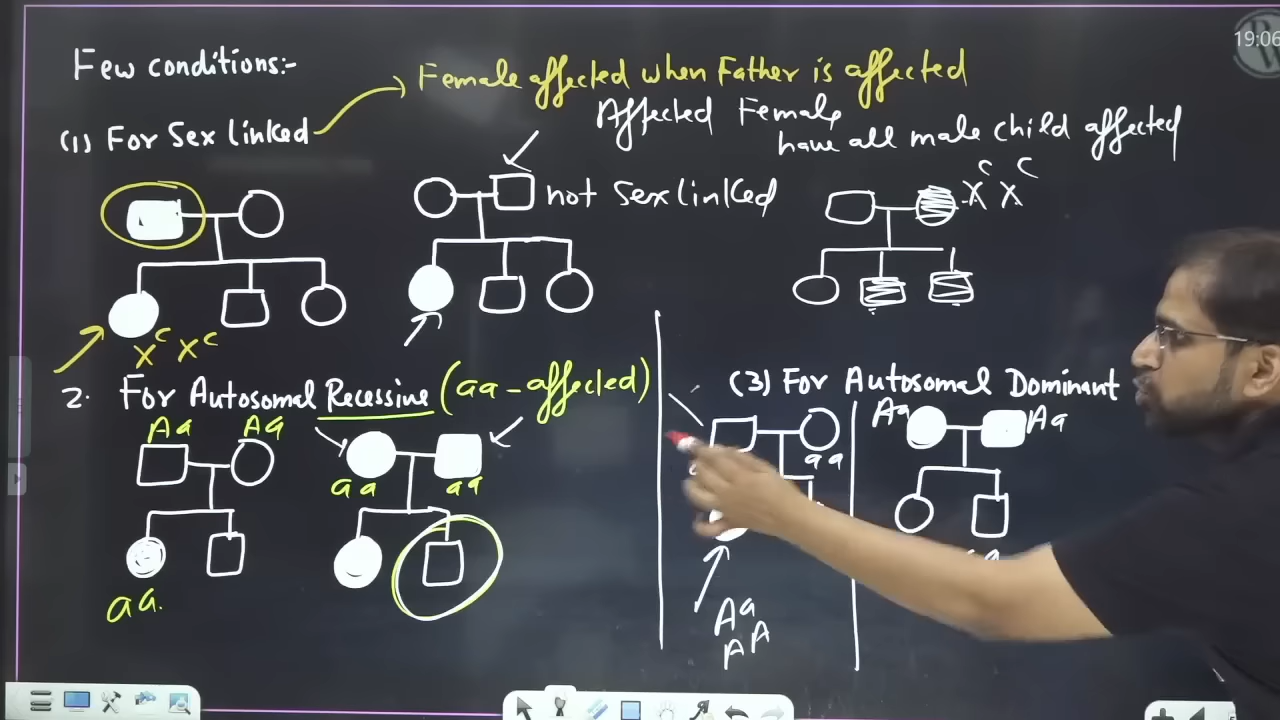 Few conditions:-
19:06
Female affected when Father is affected
(1) For Sex linked
Affected Female
have all male child affected
not Sex linked
X^c X^c
X^c X^c
2. For Autosomal Recessive (aa - affected)
(3) For Autosomal Dominant
Aa Aa
Aa Aa
aa aa
aa
aa.
Aa
AA